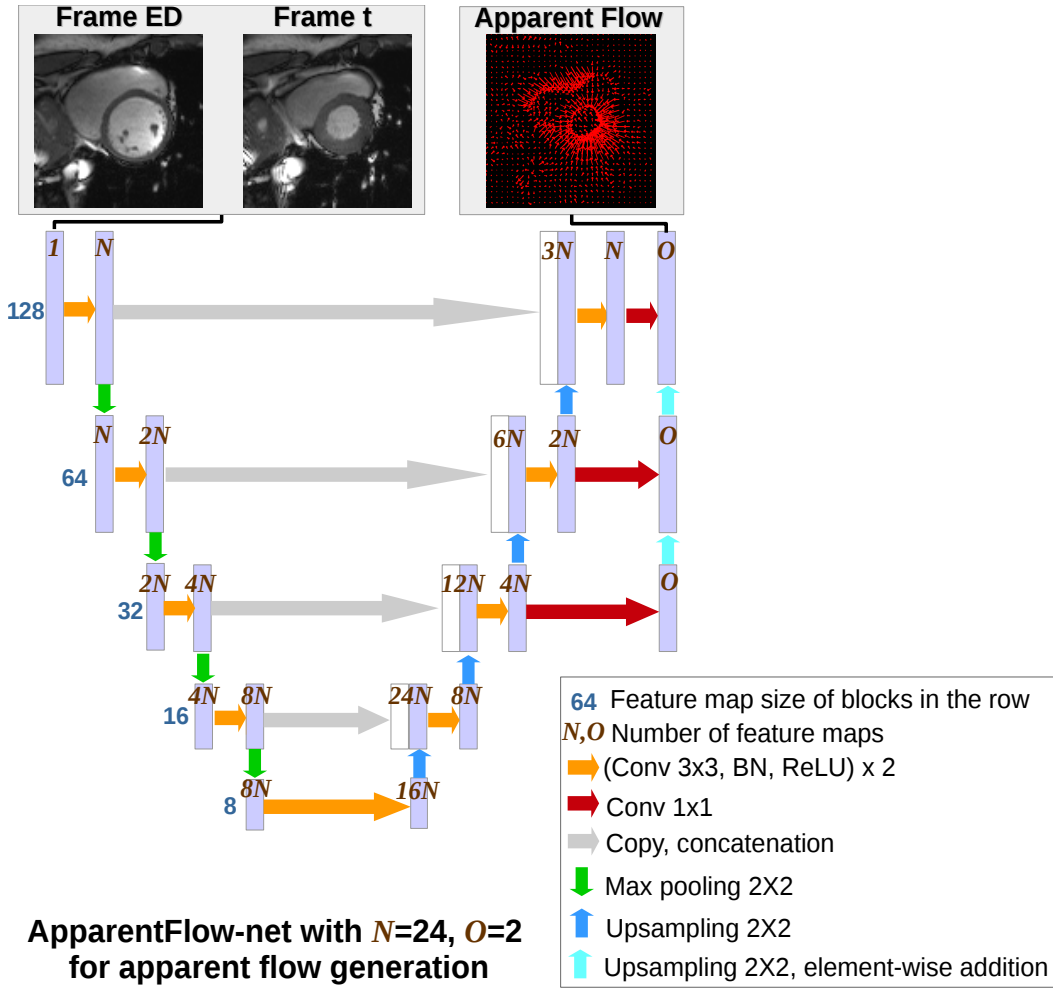 Frame ED Frame t Apparent Flow
1 N 3N N O
128
N 2N 6N 2N O
64
2N 4N 12N 4N O
32
4N 8N 24N 8N
16
8N 16N
8
64 Feature map size of blocks in the row
N,O Number of feature maps
(Conv 3x3, BN, ReLU) x 2
Conv 1x1
Copy, concatenation
Max pooling 2X2
Upsampling 2X2
Upsampling 2X2, element-wise addition
ApparentFlow-net with N=24, O=2
for apparent flow generation